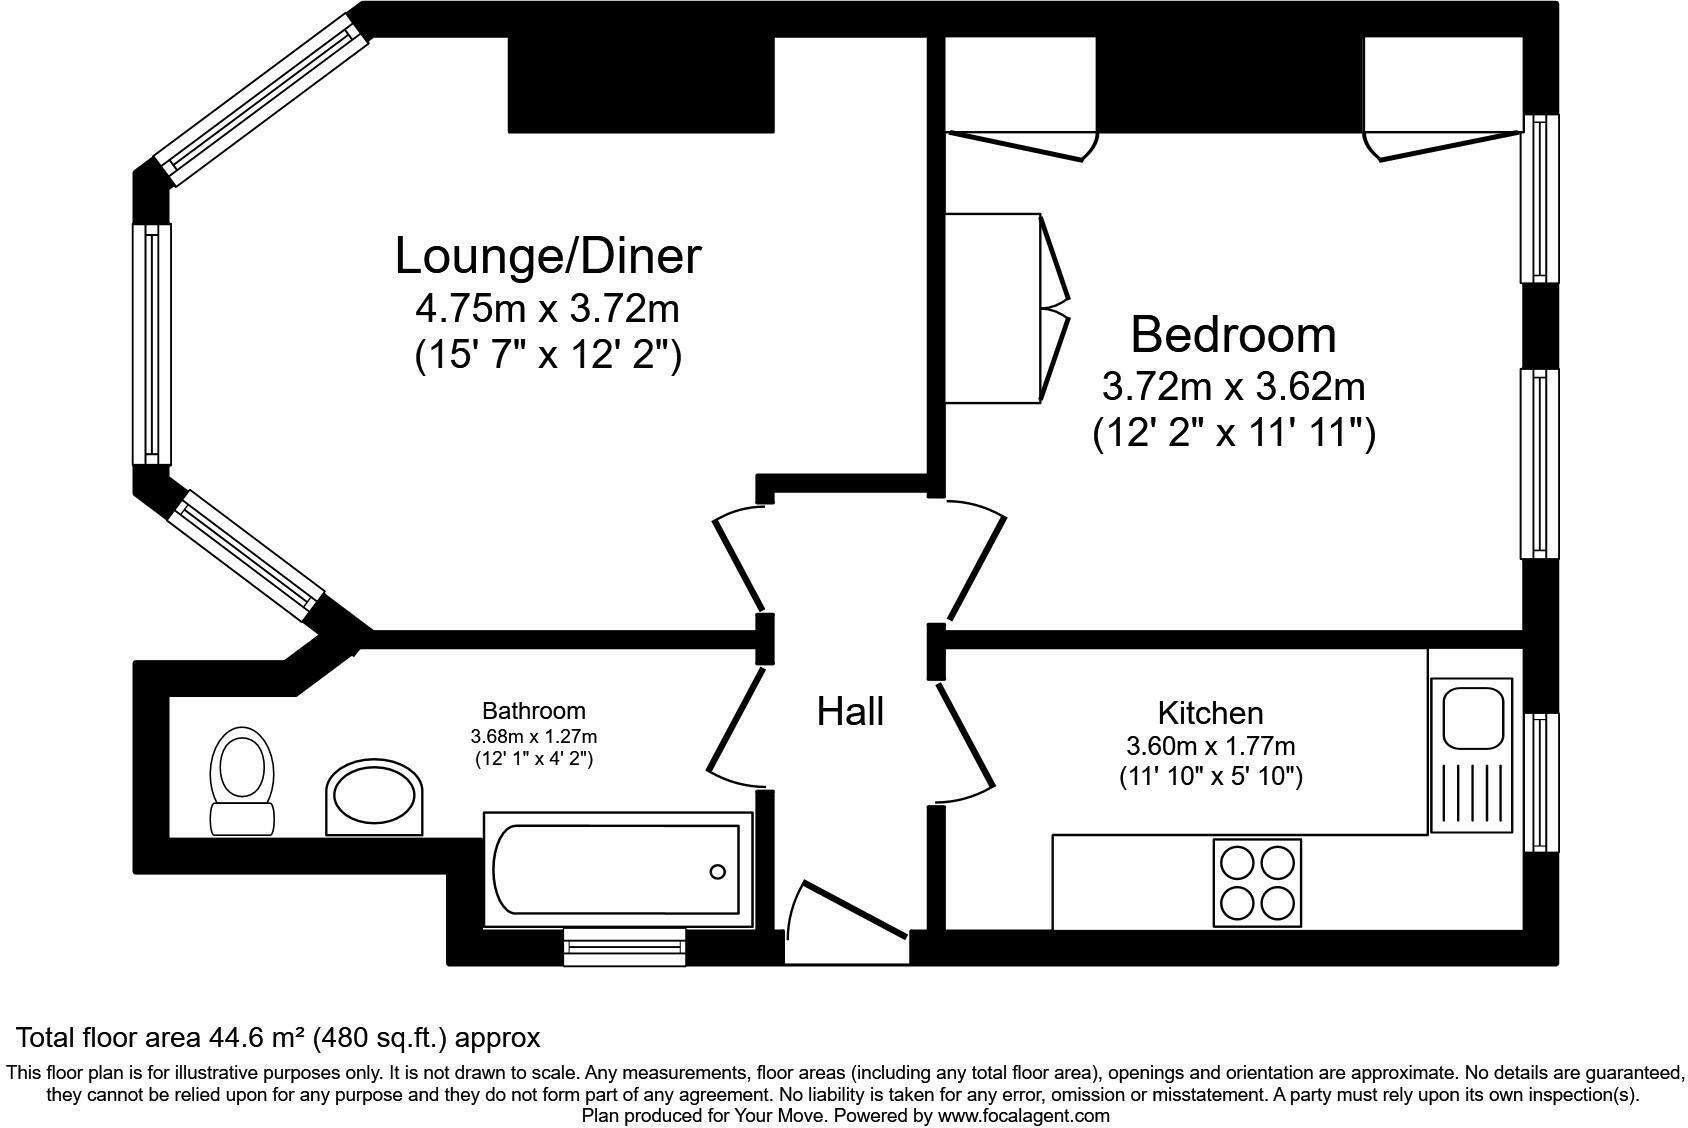 Lounge/Diner
4.75m x 3.72m
(15' 7" x 12' 2")
Bedroom
3.72m x 3.62m
(12' 2" x 11' 11")
Bathroom
3.68m x 1.27m
(12' 1" x 4' 2")
Hall
Kitchen
3.60m x 1.77m
(11' 10" x 5' 10")
Total floor area 44.6 m² (480 sq.ft.) approx
This floor plan is for illustrative purposes only. It is not drawn to scale. Any measurements, floor areas (including any total floor area), openings and orientation are approximate. No details are guaranteed,
they cannot be relied upon for any purpose and they do not form part of any agreement. No liability is taken for any error, omission or misstatement. A party must rely upon its own inspection(s).
Plan produced for Your Move. Powered by www.focalagent.com